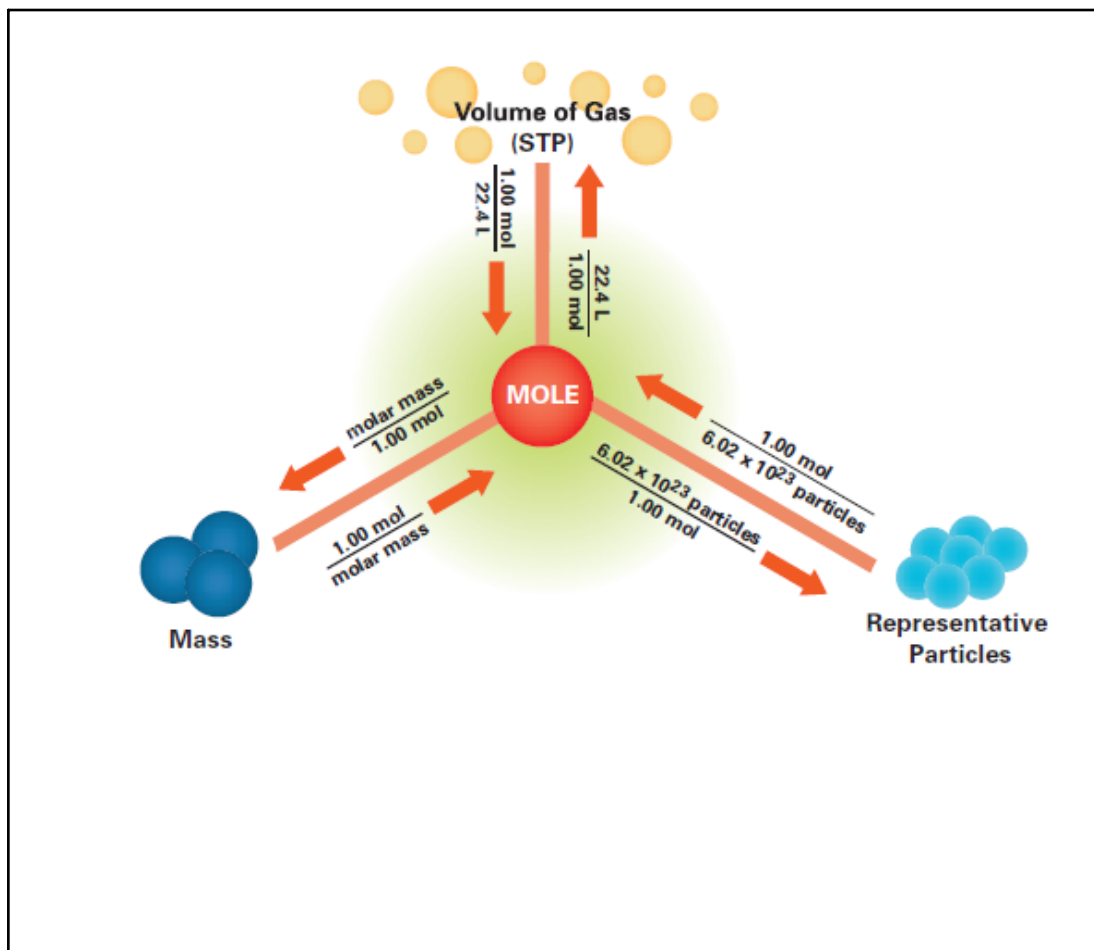 Volume of Gas
(STP)
1.00 mol
22.4 L
22.4 L
1.00 mol
MOLE
molar mass
1.00 mol
1.00 mol
6.02 x 10²³ particles
1.00 mol
molar mass
6.02 x 10²³ particles
1.00 mol
Mass
Representative
Particles